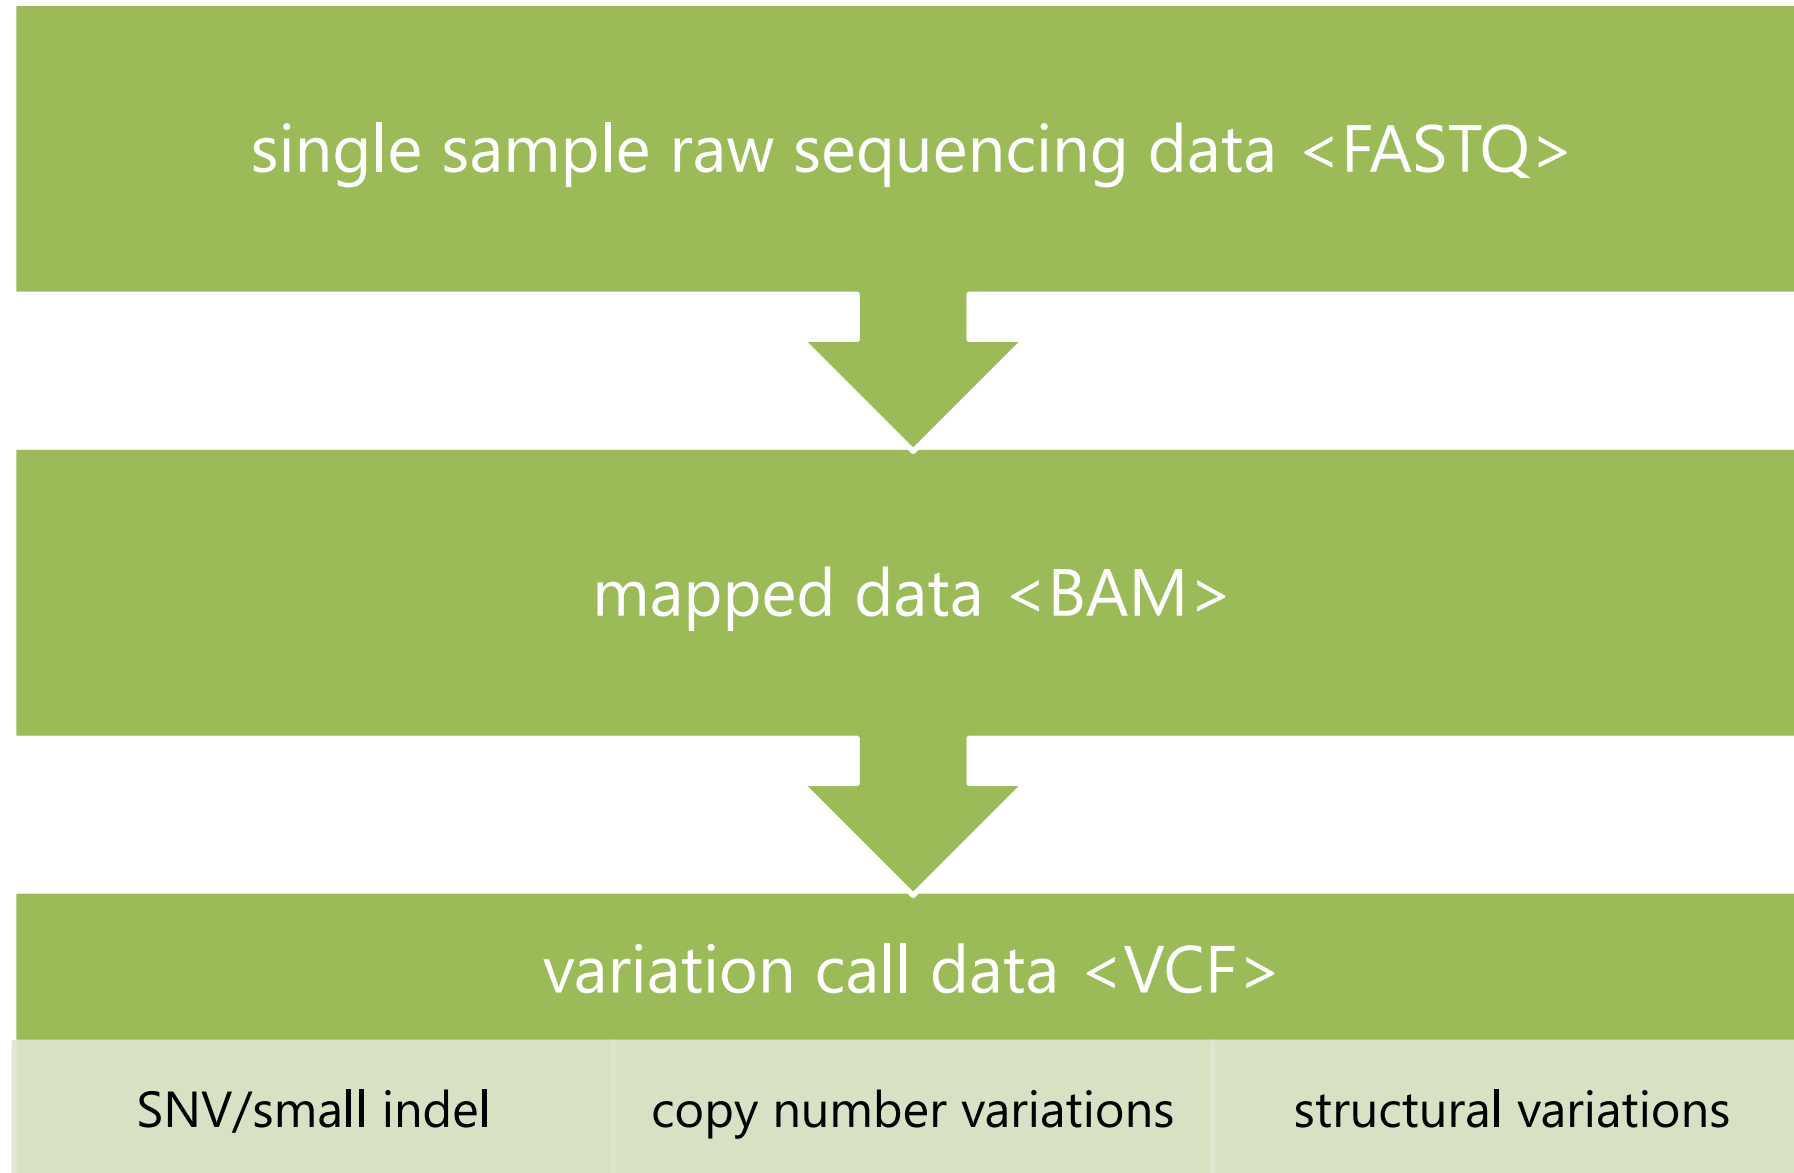 single sample raw sequencing data <FASTQ>
mapped data <BAM>
variation call data <VCF>
SNV/small indel
copy number variations
structural variations